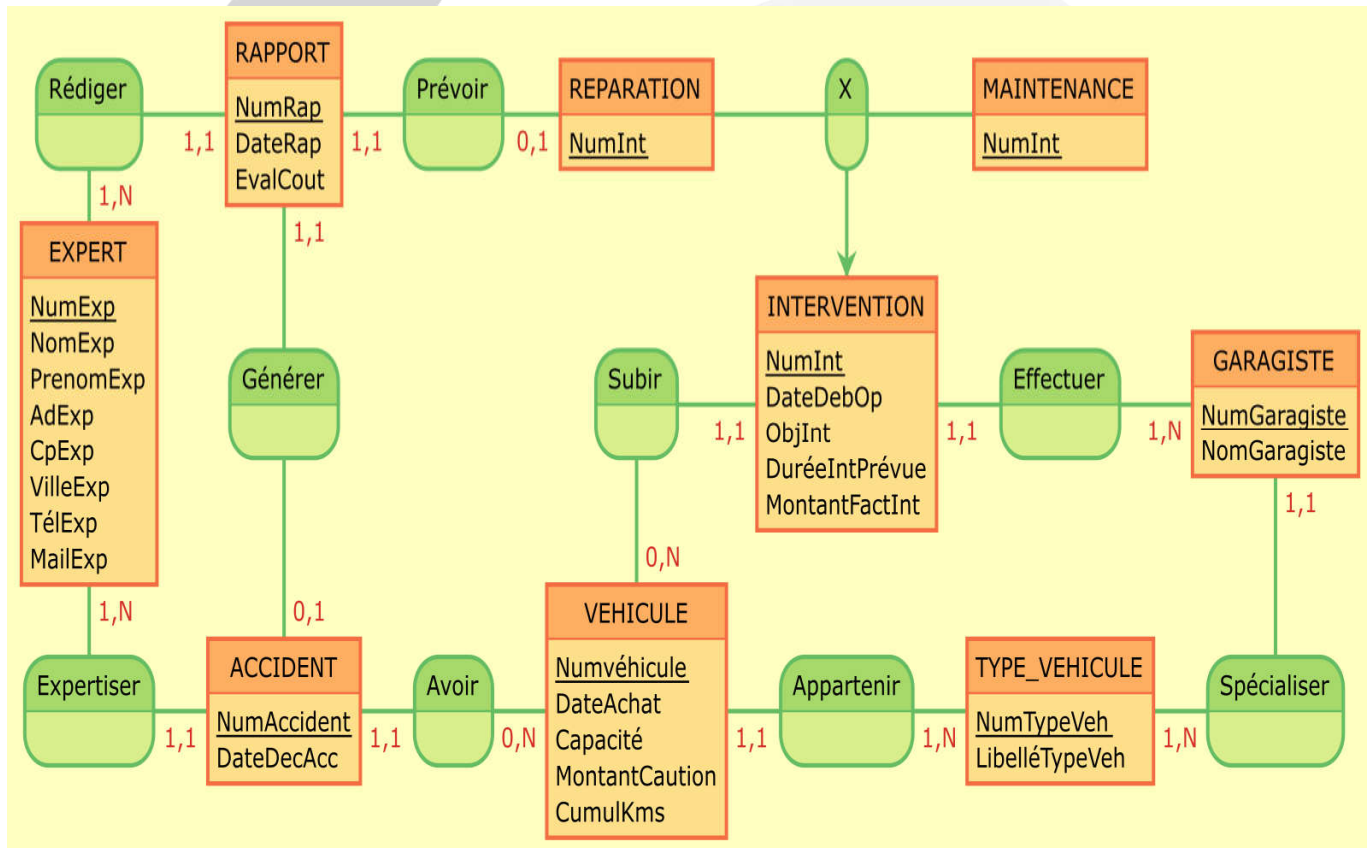 RAPPORT
NumRap
DateRap
EvalCout
Rédiger
Prévoir
REPARATION
NumInt
X
MAINTENANCE
NumInt
1,1
1,1
0,1
1,N
1,1
EXPERT
NumExp
NomExp
PrenomExp
AdExp
CpExp
VilleExp
TélExp
MailExp
Générer
Subir
INTERVENTION
NumInt
DateDebOp
ObjInt
DuréeIntPrévue
MontantFactInt
Effectuer
GARAGISTE
NumGaragiste
NomGaragiste
1,1
1,1
1,N
1,1
0,N
1,N
0,1
Expertiser
ACCIDENT
NumAccident
DateDecAcc
Avoir
VEHICULE
Numvéhicule
DateAchat
Capacité
MontantCaution
CumulKms
Appartenir
TYPE_VEHICULE
NumTypeVeh
LibelléTypeVeh
Spécialiser
1,1
1,1
0,N
1,1
1,N
1,N